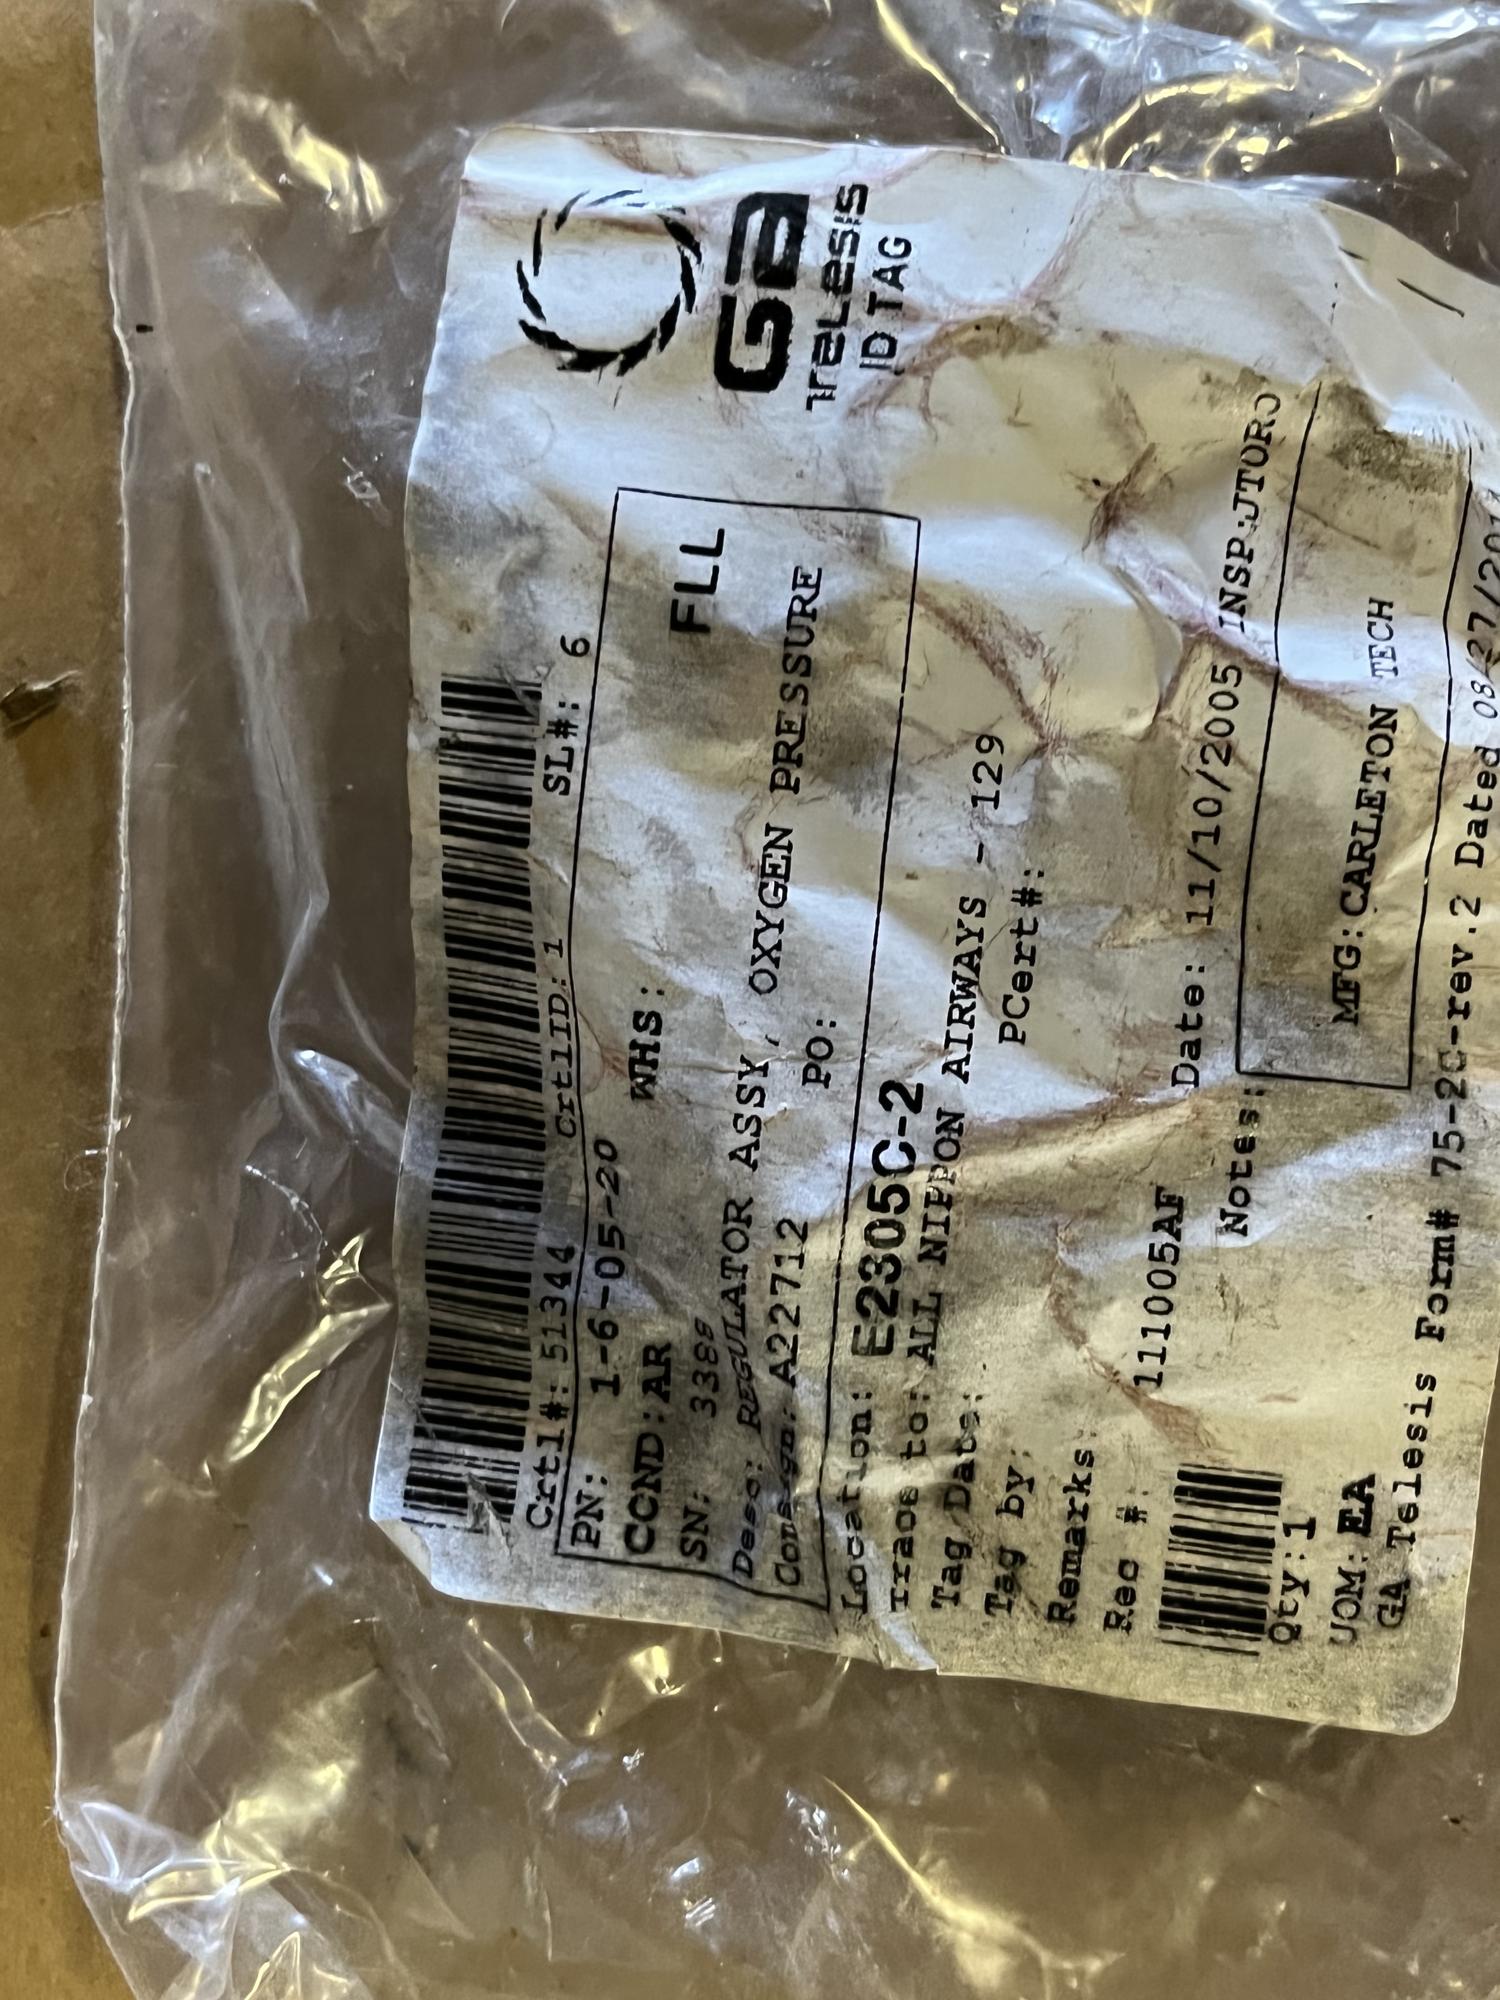 GA
TELESIS
ID TAG
Crtl#: 51344 CrtlID: 1 SL#: 6
PN: 1-6-05-20
COND: AR WHS: FLL
SN: 3388
Desc: REGULATOR ASSY, OXYGEN PRESSURE
Consign: A22712 PO:
Location: E2305C-2
Trace to: ALL NIPPON AIRWAYS - 129
Tag Date:
Tag by: PCert#:
Remarks:
Rec #: 111005AF Date: 11/10/2005 INSP:JTORO
Notes:
Qty: 1
UOM: EA MFG: CARLETON TECH
GA Telesis Form# 75-20-rev.2 Dated